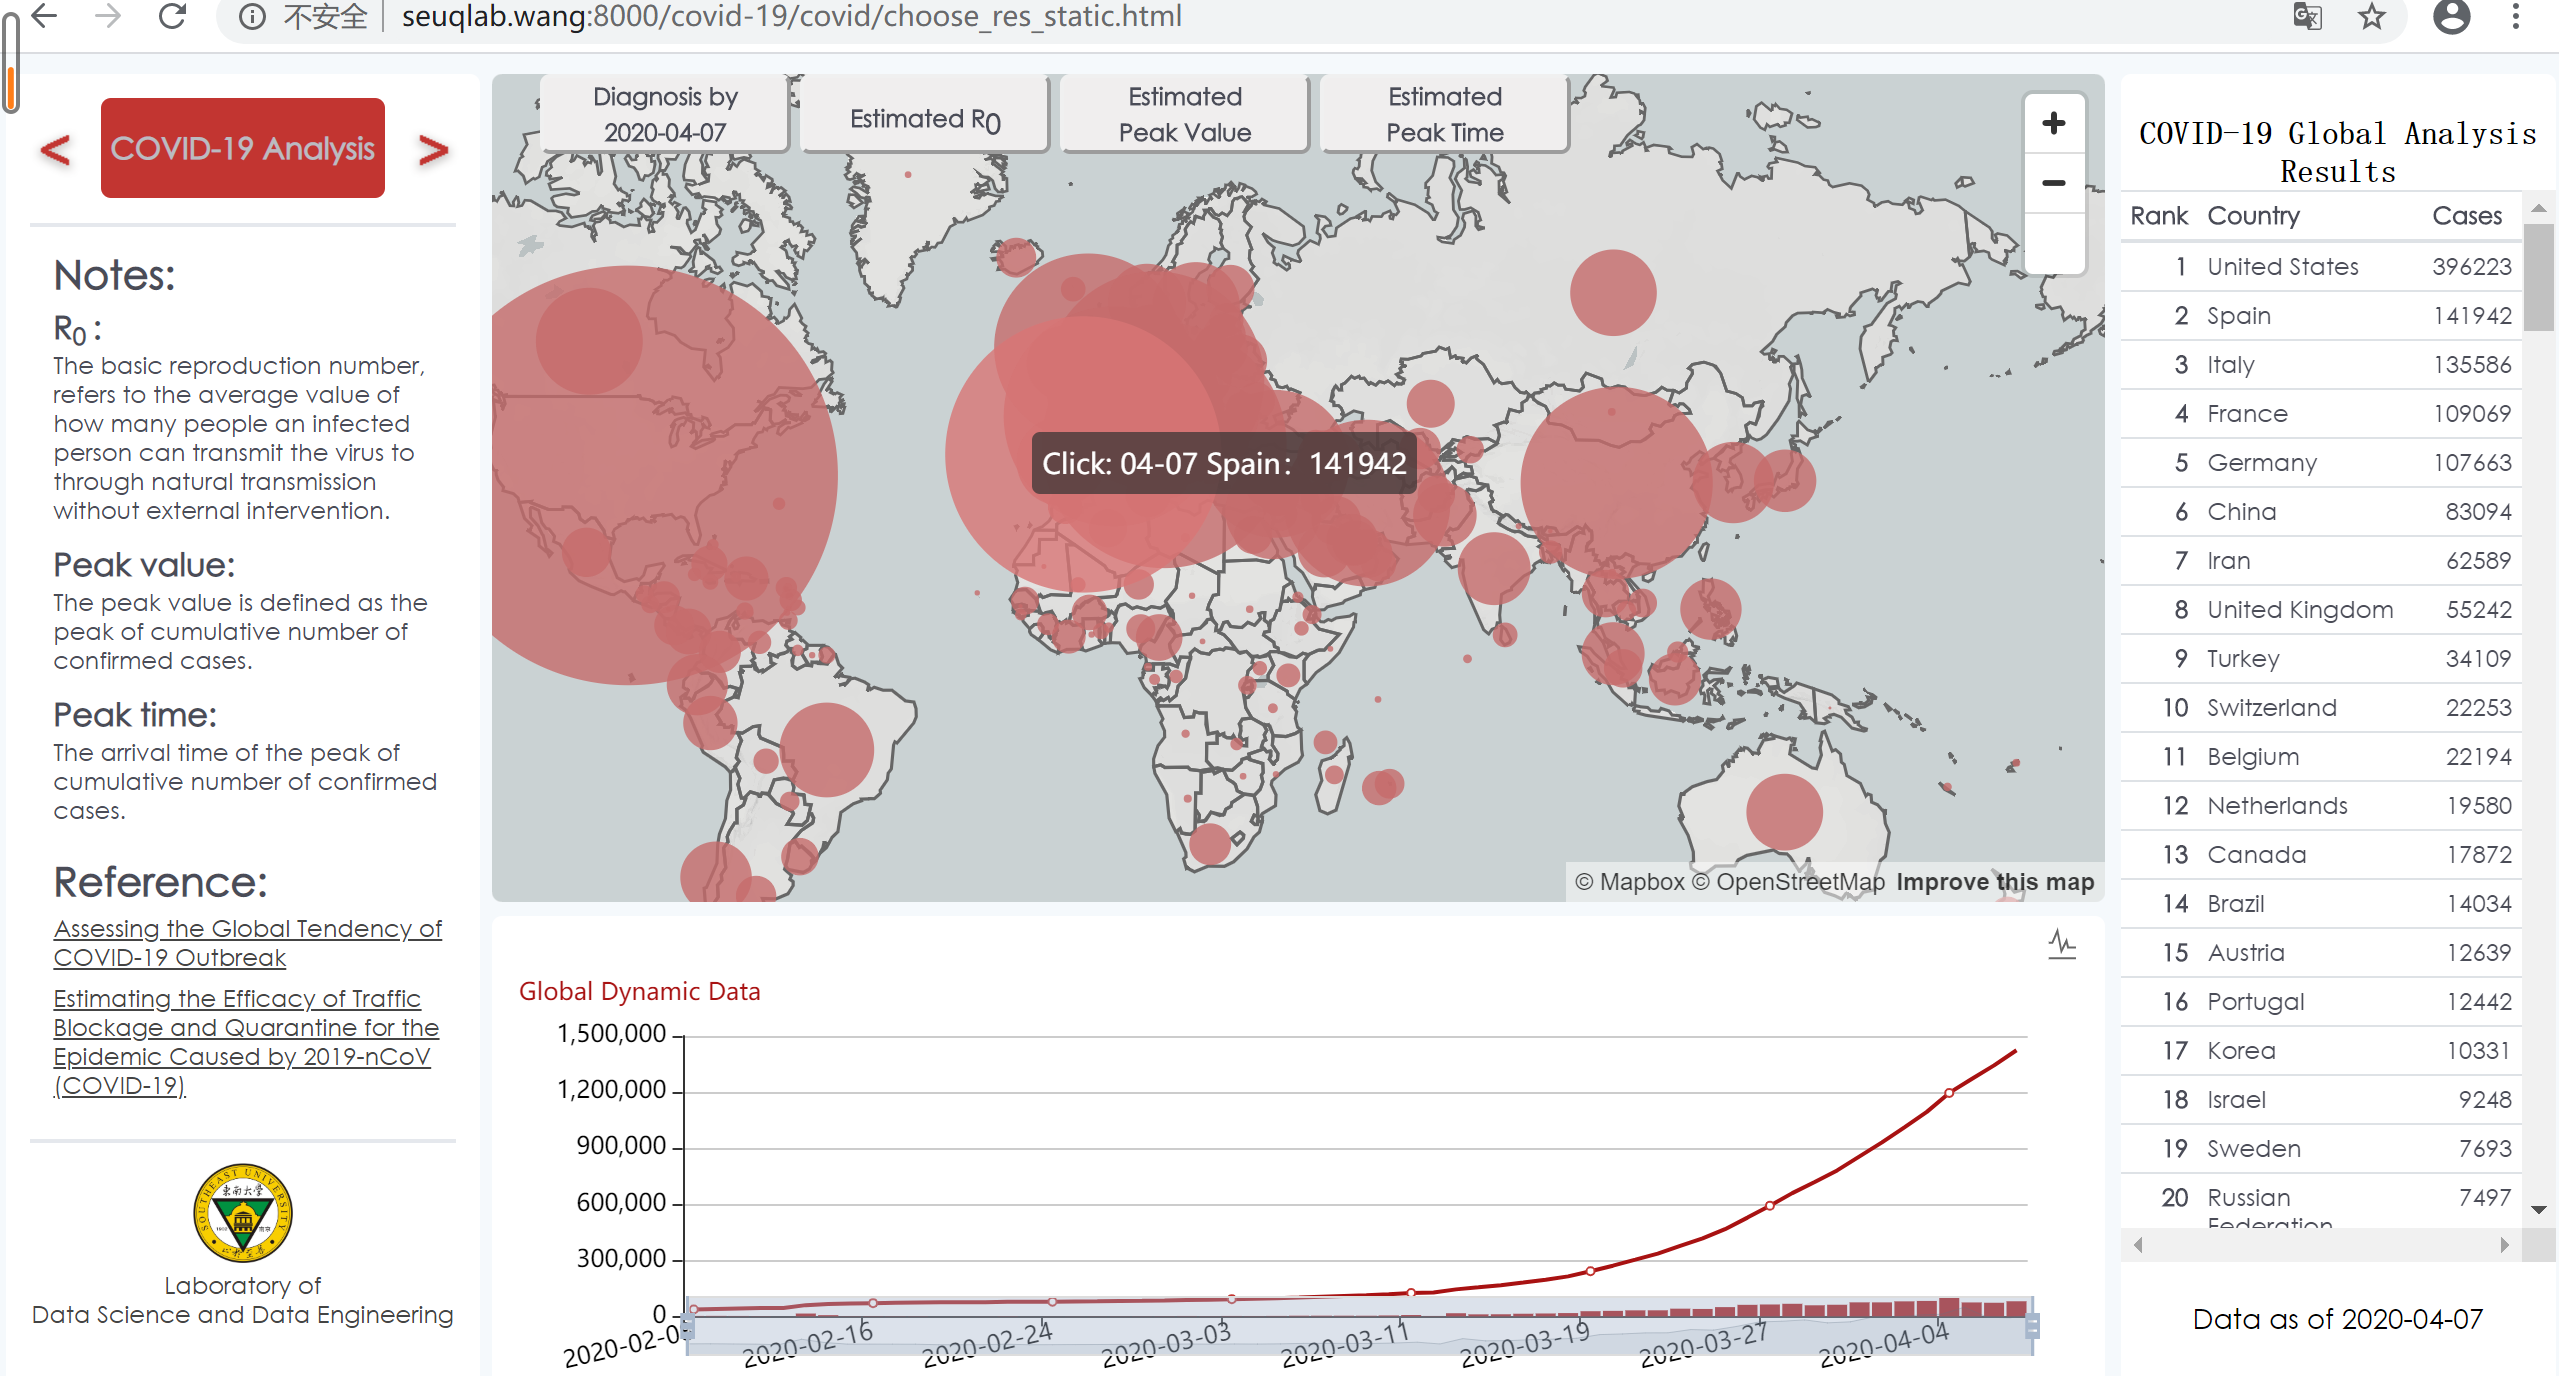 不安全 seuqlab.wang:8000/covid-19/covid/choose_res_static.html
< COVID-19 Analysis >
Notes:
R0 :
The basic reproduction number,
refers to the average value of
how many people an infected
person can transmit the virus to
through natural transmission
without external intervention.
Peak value:
The peak value is defined as the
peak of cumulative number of
confirmed cases.
Peak time:
The arrival time of the peak of
cumulative number of confirmed
cases.
Reference:
Assessing the Global Tendency of
COVID-19 Outbreak
Estimating the Efficacy of Traffic
Blockage and Quarantine for the
Epidemic Caused by 2019-nCoV
(COVID-19)
SOUTHEAST UNIVERSITY
Laboratory of
Data Science and Data Engineering
Diagnosis by
2020-04-07
Estimated R0
Estimated
Peak Value
Estimated
Peak Time
+
−
Click: 04-07 Spain: 141942
© Mapbox © OpenStreetMap Improve this map
Global Dynamic Data
1,500,000
1,200,000
900,000
600,000
300,000
0
2020-02-0
2020-02-16
2020-02-24
2020-03-03
2020-03-11
2020-03-19
2020-03-27
2020-04-04
COVID-19 Global Analysis
Results
Rank Country Cases
1 United States 396223
2 Spain 141942
3 Italy 135586
4 France 109069
5 Germany 107663
6 China 83094
7 Iran 62589
8 United Kingdom 55242
9 Turkey 34109
10 Switzerland 22253
11 Belgium 22194
12 Netherlands 19580
13 Canada 17872
14 Brazil 14034
15 Austria 12639
16 Portugal 12442
17 Korea 10331
18 Israel 9248
19 Sweden 7693
20 Russian 7497
Federation
Data as of 2020-04-07